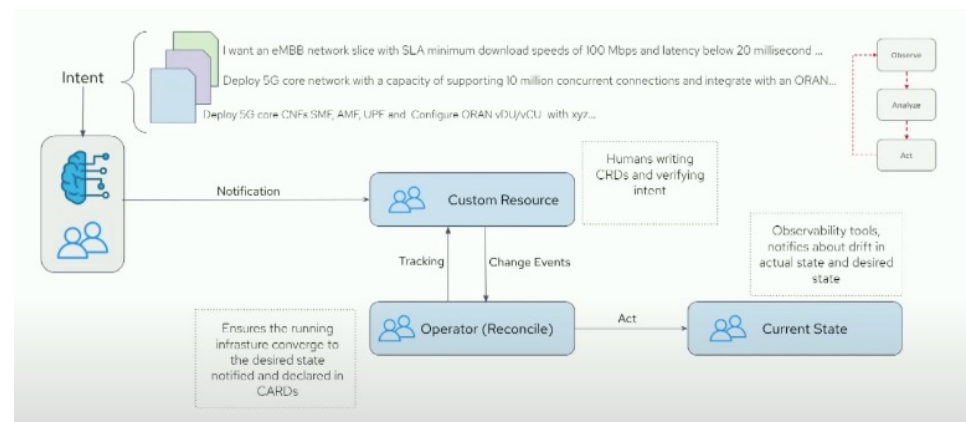 I want an eMBB network slice with SLA minimum download speeds of 100 Mbps and latency below 20 millisecond ...
Intent
Deploy 5G core network with a capacity of supporting 10 million concurrent connections and integrate with an ORAN...
Deploy 5G core CNFs SMF, AMF, UPF and Configure ORAN vDU/vCU with xyz...
Observe
Analyze
Act
Notification
Custom Resource
Humans writing
CRDs and verifying
intent
Tracking
Change Events
Observability tools,
notifies about drift in
actual state and desired
state
Ensures the running
infrasture converge to
the desired state
notified and declared in
CARDs
Operator (Reconcile)
Act
Current State